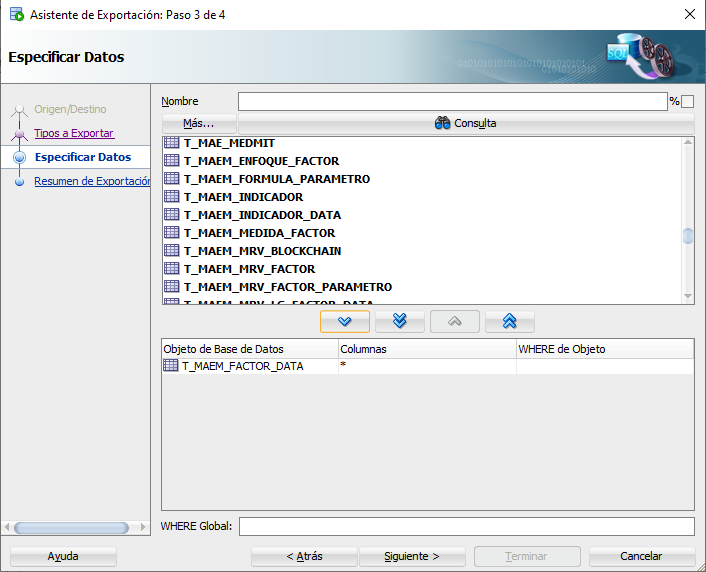 Asistente de Exportación: Paso 3 de 4
Especificar Datos
Origen/Destino
Tipos a Exportar
Especificar Datos
Resumen de Exportación
Nombre
%
Más...
Consulta
T_MAE_MEDMIT
T_MAEM_ENFOQUE_FACTOR
T_MAEM_FORMULA_PARAMETRO
T_MAEM_INDICADOR
T_MAEM_INDICADOR_DATA
T_MAEM_MEDIDA_FACTOR
T_MAEM_MRV_BLOCKCHAIN
T_MAEM_MRV_FACTOR
T_MAEM_MRV_FACTOR_PARAMETRO
T_MAEM_MRV_LG_FACTOR_DATA
Objeto de Base de Datos Columnas WHERE de Objeto
T_MAEM_FACTOR_DATA *
WHERE Global:
Ayuda < Atrás Siguiente > Terminar Cancelar